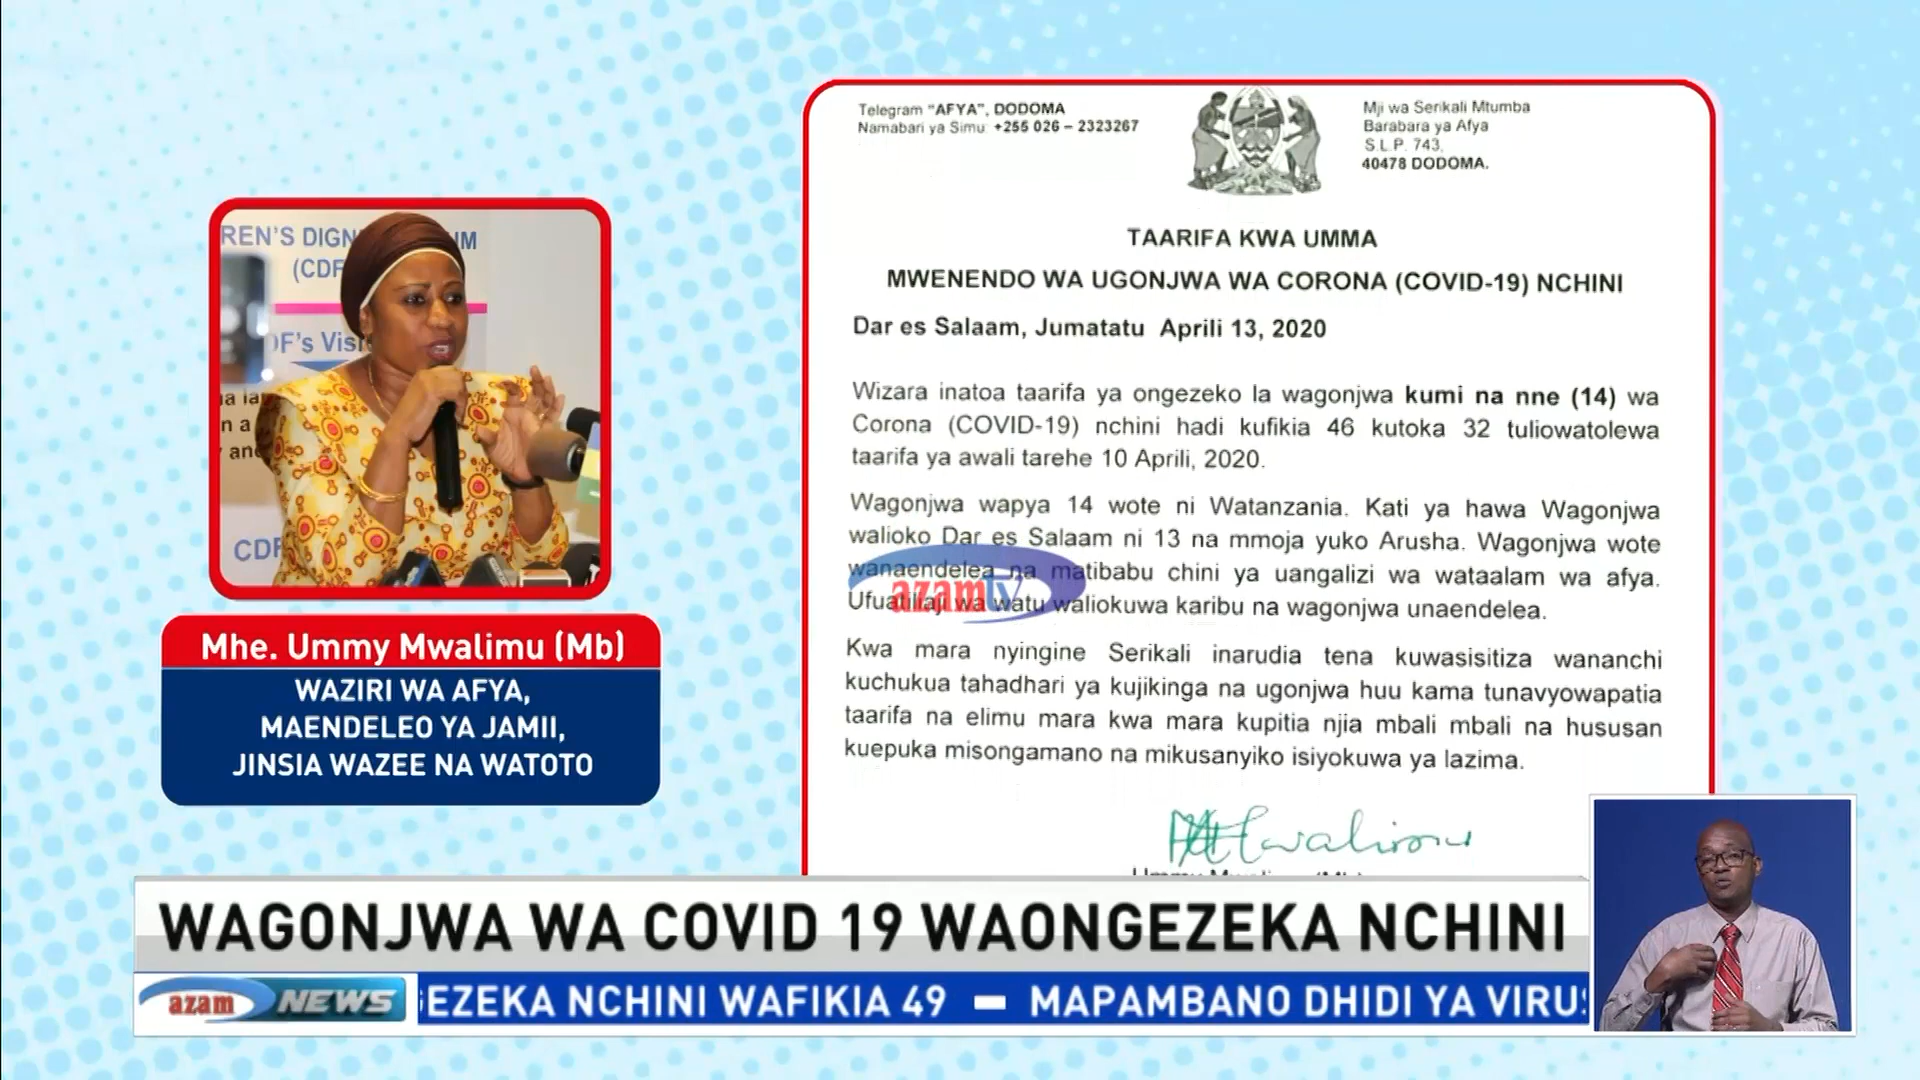 REN'S DIGN
UM
(CDF
DF's Visi
CDF
Mhe. Ummy Mwalimu (Mb)
WAZIRI WA AFYA,
MAENDELEO YA JAMII,
JINSIA WAZEE NA WATOTO
Telegram "AFYA", DODOMA
Namabari ya Simu: +255 026 – 2323267
Mji wa Serikali Mtumba
Barabara ya Afya
S.L.P. 743,
40478 DODOMA.
TAARIFA KWA UMMA
MWENENDO WA UGONJWA WA CORONA (COVID-19) NCHINI
Dar es Salaam, Jumatatu Aprili 13, 2020
Wizara inatoa taarifa ya ongezeko la wagonjwa kumi na nne (14) wa
Corona (COVID-19) nchini hadi kufikia 46 kutoka 32 tuliowatolewa
taarifa ya awali tarehe 10 Aprili, 2020.
Wagonjwa wapya 14 wote ni Watanzania. Kati ya hawa Wagonjwa
walioko Dar es Salaam ni 13 na mmoja yuko Arusha. Wagonjwa wote
wanaendelea na matibabu chini ya uangalizi wa wataalam wa afya.
Ufuatiliaji wa watu waliokuwa karibu na wagonjwa unaendelea.
azamtv
Kwa mara nyingine Serikali inarudia tena kuwasisitiza wananchi
kuchukua tahadhari ya kujikinga na ugonjwa huu kama tunavyowapatia
taarifa na elimu mara kwa mara kupitia njia mbali mbali na hususan
kuepuka misongamano na mikusanyiko isiyokuwa ya lazima.
WAGONJWA WA COVID 19 WAONGEZEKA NCHINI
azam NEWS
GEZEKA NCHINI WAFIKIA 49 — MAPAMBANO DHIDI YA VIRUS